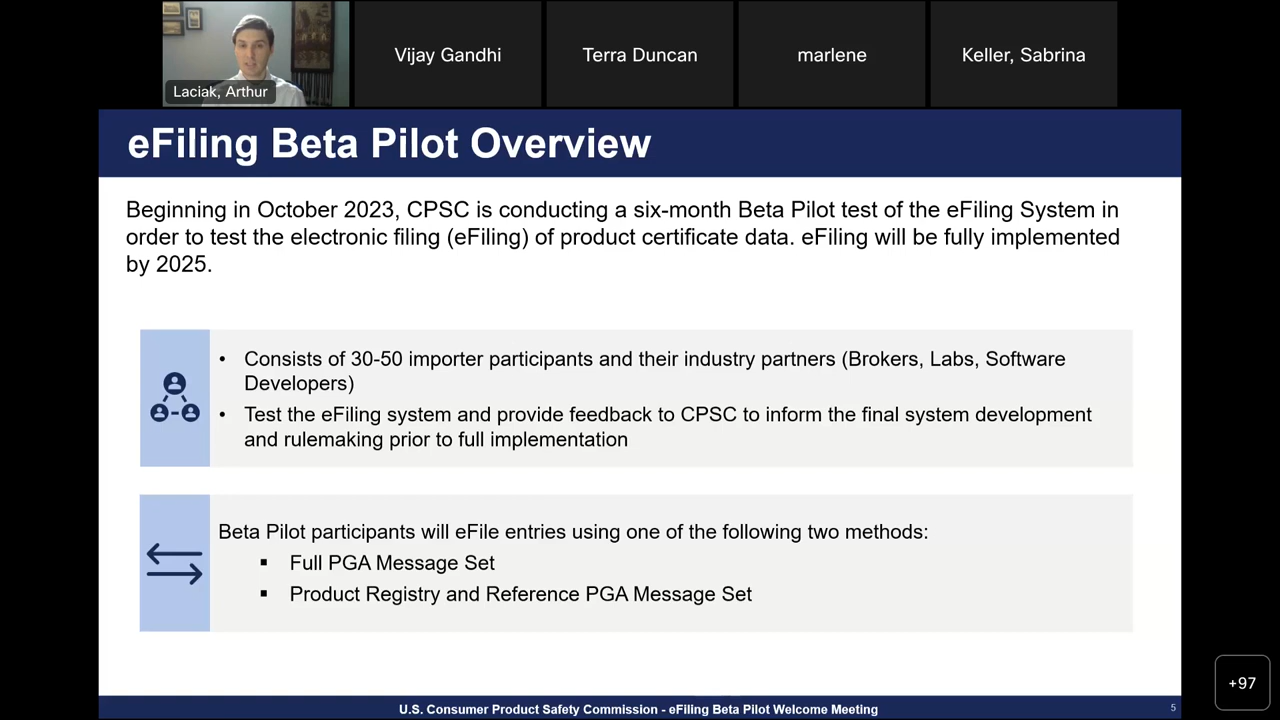 Laciak, Arthur
Vijay Gandhi
Terra Duncan
marlene
Keller, Sabrina
eFiling Beta Pilot Overview
Beginning in October 2023, CPSC is conducting a six-month Beta Pilot test of the eFiling System in
order to test the electronic filing (eFiling) of product certificate data. eFiling will be fully implemented
by 2025.
• Consists of 30-50 importer participants and their industry partners (Brokers, Labs, Software
Developers)
• Test the eFiling system and provide feedback to CPSC to inform the final system development
and rulemaking prior to full implementation
Beta Pilot participants will eFile entries using one of the following two methods:
▪ Full PGA Message Set
▪ Product Registry and Reference PGA Message Set
+97
U.S. Consumer Product Safety Commission - eFiling Beta Pilot Welcome Meeting
5